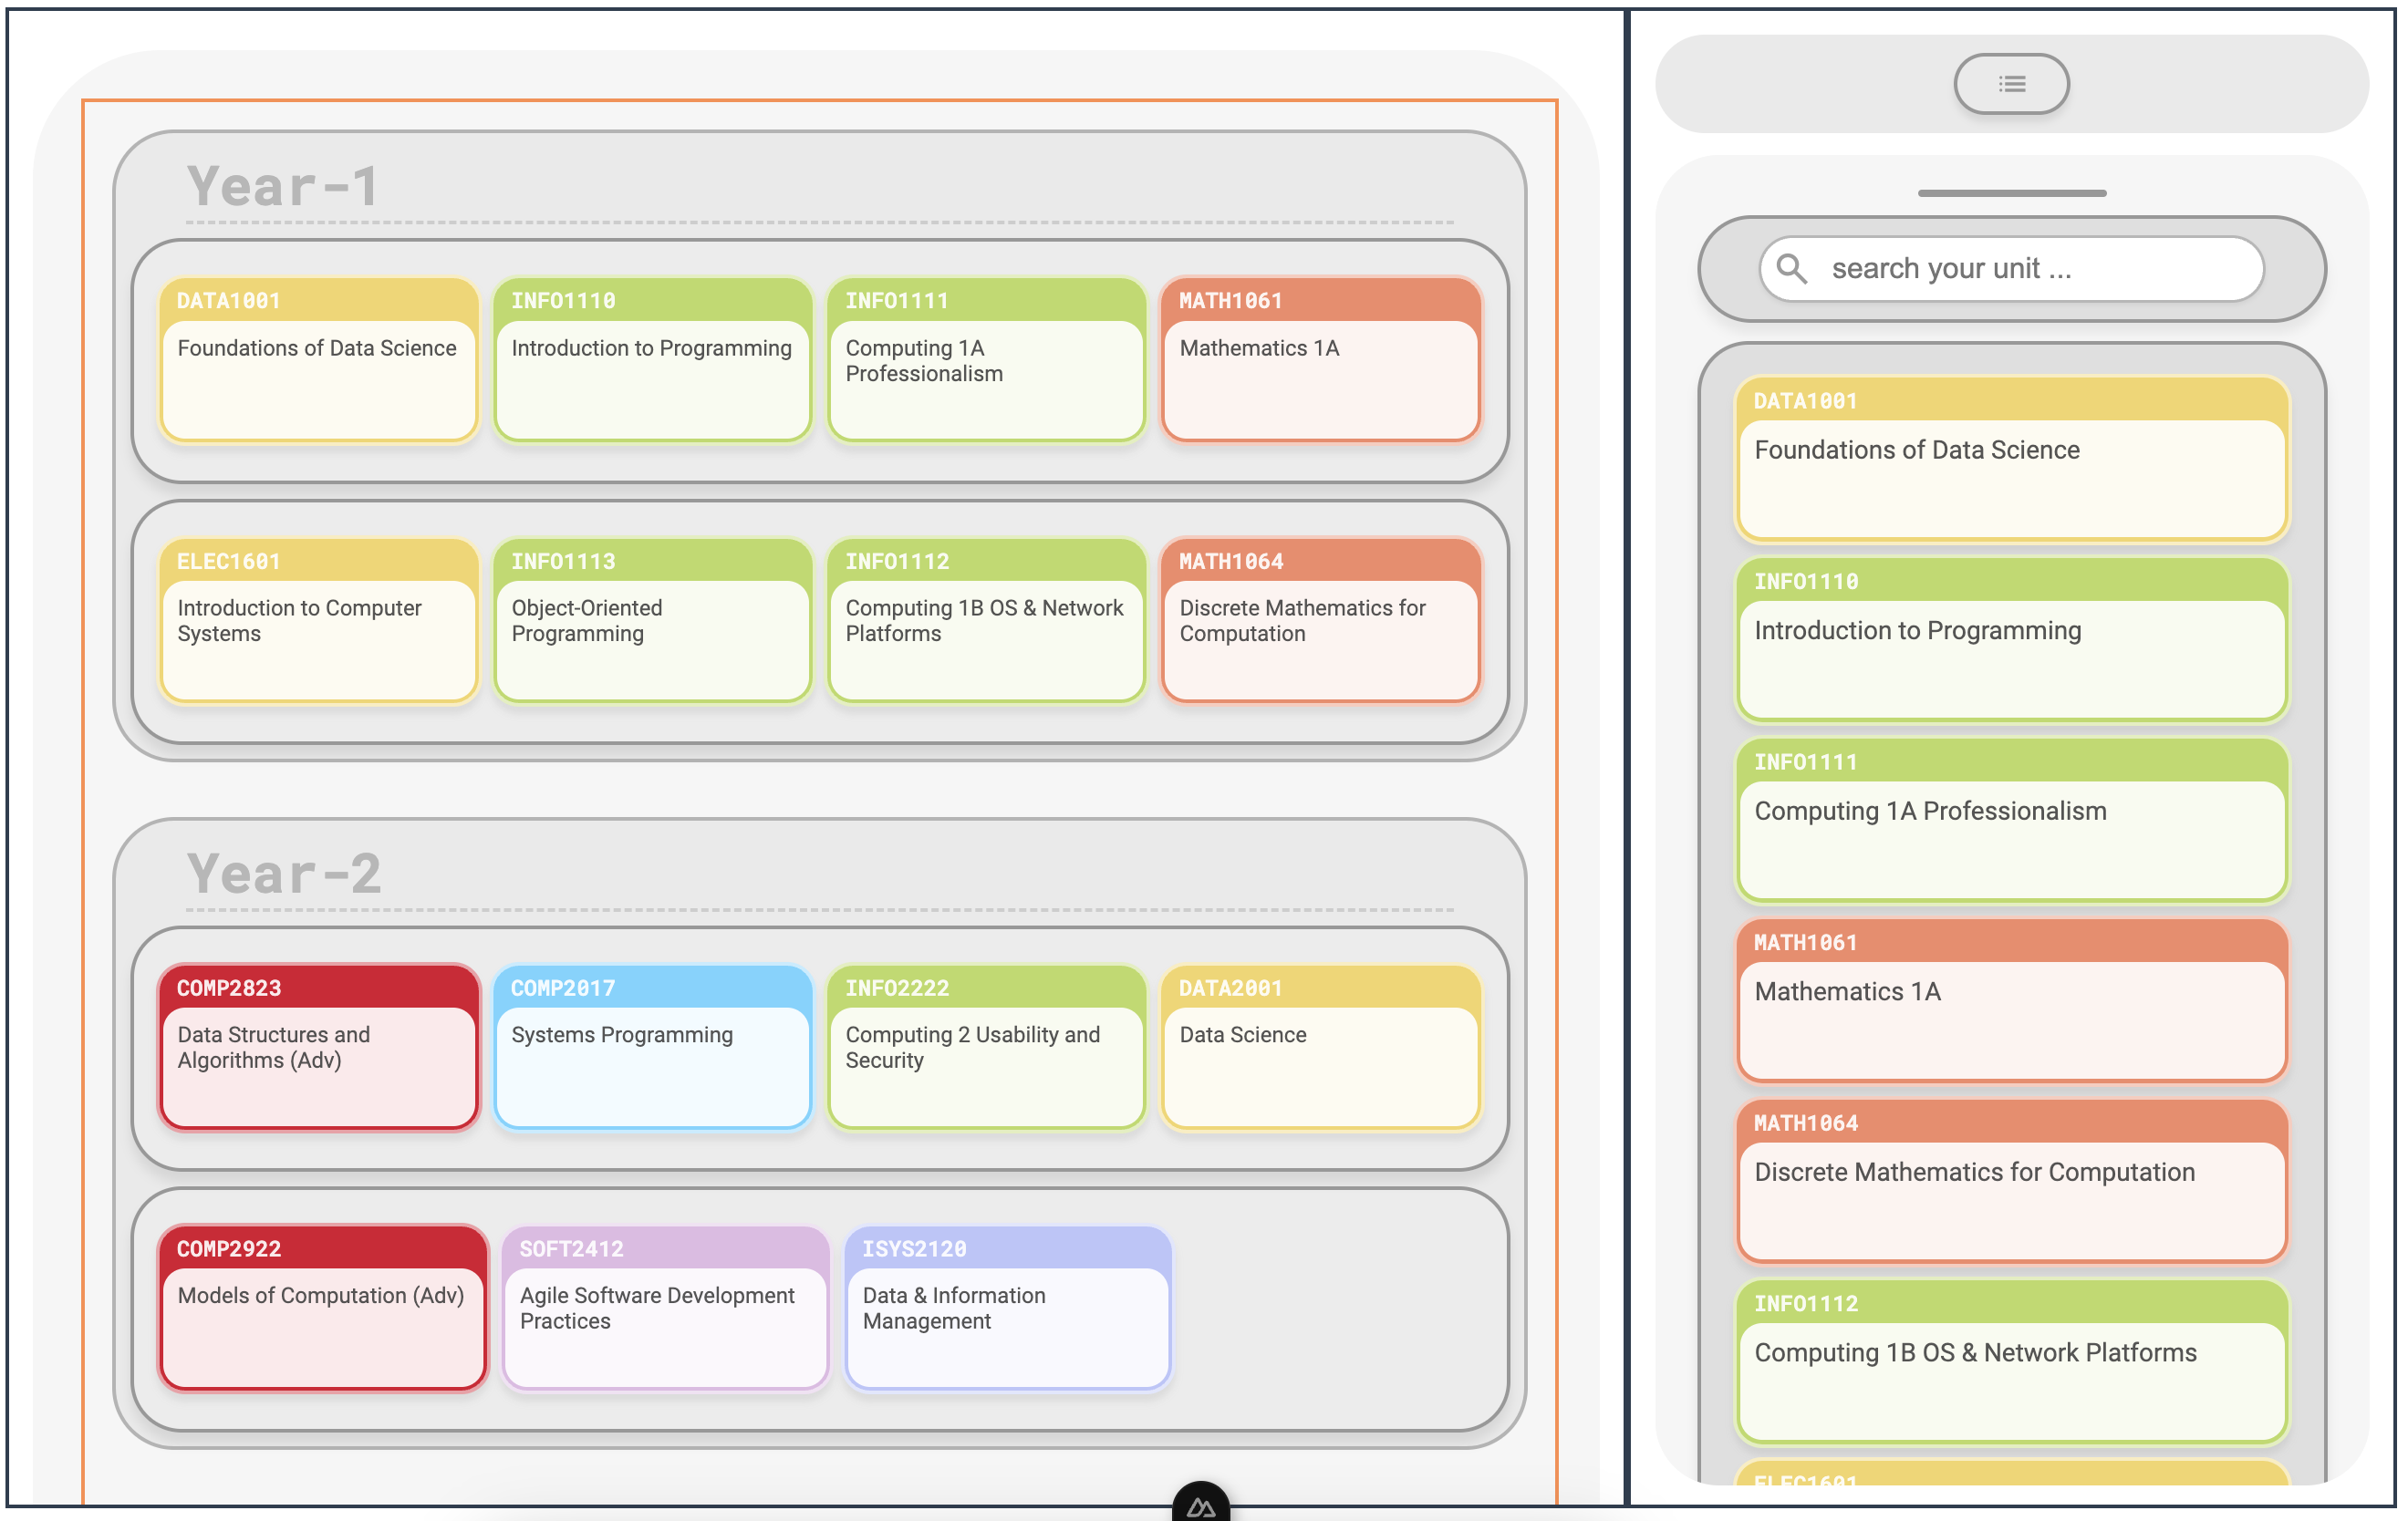 Year-1
DATA1001
Foundations of Data Science
INFO1110
Introduction to Programming
INFO1111
Computing 1A
Professionalism
MATH1061
Mathematics 1A
ELEC1601
Introduction to Computer
Systems
INFO1113
Object-Oriented
Programming
INFO1112
Computing 1B OS & Network
Platforms
MATH1064
Discrete Mathematics for
Computation
Year-2
COMP2823
Data Structures and
Algorithms (Adv)
COMP2017
Systems Programming
INFO2222
Computing 2 Usability and
Security
DATA2001
Data Science
COMP2922
Models of Computation (Adv)
SOFT2412
Agile Software Development
Practices
ISYS2120
Data & Information
Management
search your unit ...
DATA1001
Foundations of Data Science
INFO1110
Introduction to Programming
INFO1111
Computing 1A Professionalism
MATH1061
Mathematics 1A
MATH1064
Discrete Mathematics for Computation
INFO1112
Computing 1B OS & Network Platforms
ELEC1601